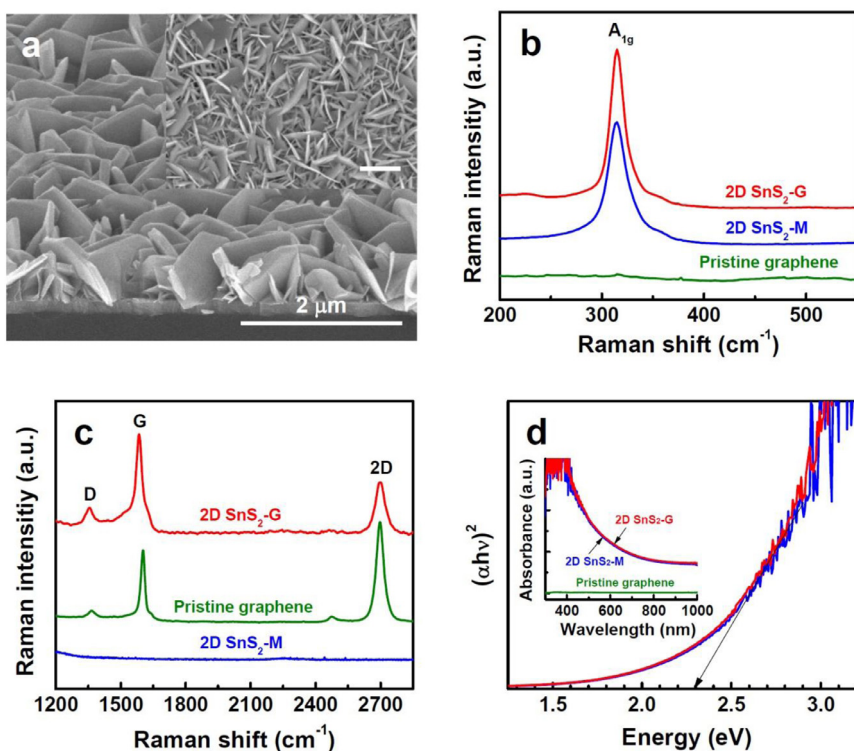 a
2 μm
b
A1g
2D SnS2-G
2D SnS2-M
Pristine graphene
Raman intensitiy (a.u.)
200 300 400 500
Raman shift (cm-1)
c
D
G
2D
2D SnS2-G
Pristine graphene
2D SnS2-M
Raman intensitiy (a.u.)
1200 1500 1800 2100 2400 2700
Raman shift (cm-1)
d
(αhν)2
1.5 2.0 2.5 3.0
Energy (eV)
Absorbance (a.u.)
2D SnS2-G
2D SnS2-M
Pristine graphene
400 600 800 1000
Wavelength (nm)